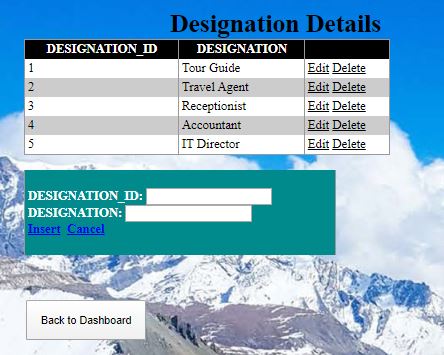 Designation Details
DESIGNATION_ID DESIGNATION
1 Tour Guide Edit Delete
2 Travel Agent Edit Delete
3 Receptionist Edit Delete
4 Accountant Edit Delete
5 IT Director Edit Delete
DESIGNATION_ID:
DESIGNATION:
Insert Cancel
Back to Dashboard